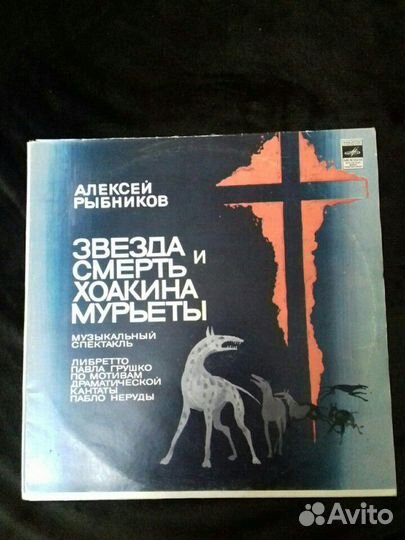 АЛЕКСЕЙ
РЫБНИКОВ
ЗВЕЗДА И
СМЕРТЬ
ХОАКИНА
МУРЬЕТЫ
МУЗЫКАЛЬНЫЙ
СПЕКТАКЛЬ
ЛИБРЕТТО
ПАВЛА ГРУШКО
ПО МОТИВАМ
ДРАМАТИЧЕСКОЙ
КАНТАТЫ
ПАБЛО НЕРУДЫ
Avito